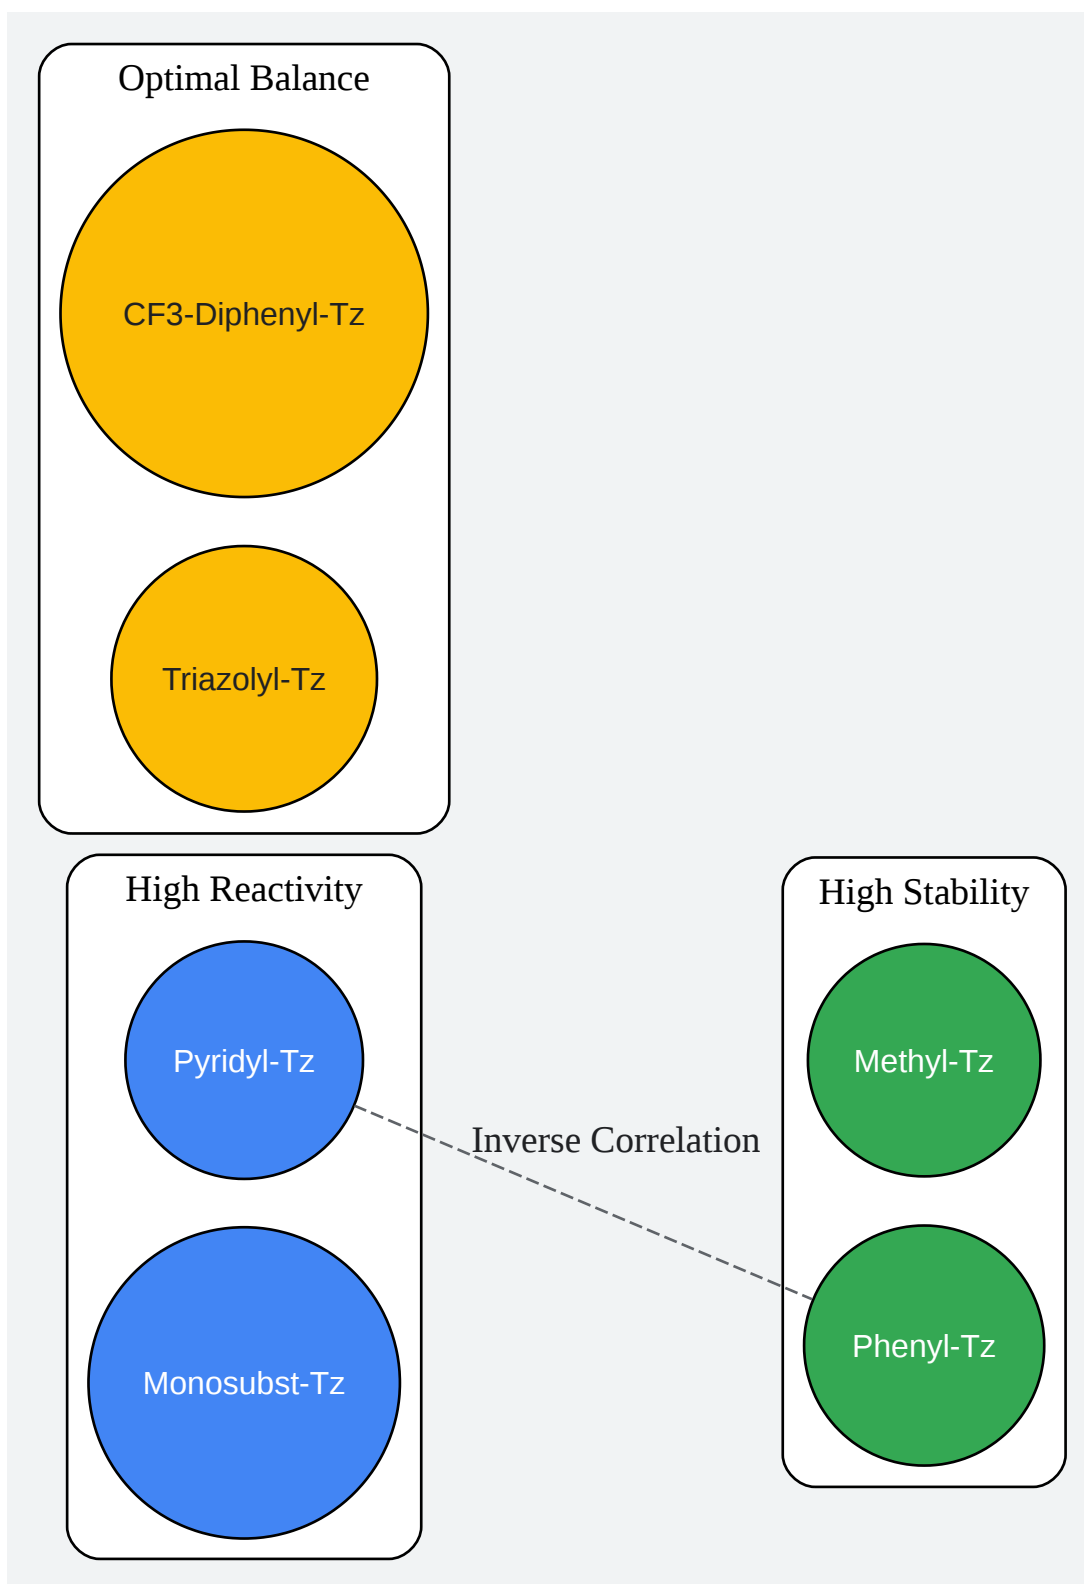 Optimal Balance
CF3-Diphenyl-Tz
Triazolyl-Tz
High Reactivity
Pyridyl-Tz
Monosubst-Tz
Inverse Correlation
High Stability
Methyl-Tz
Phenyl-Tz